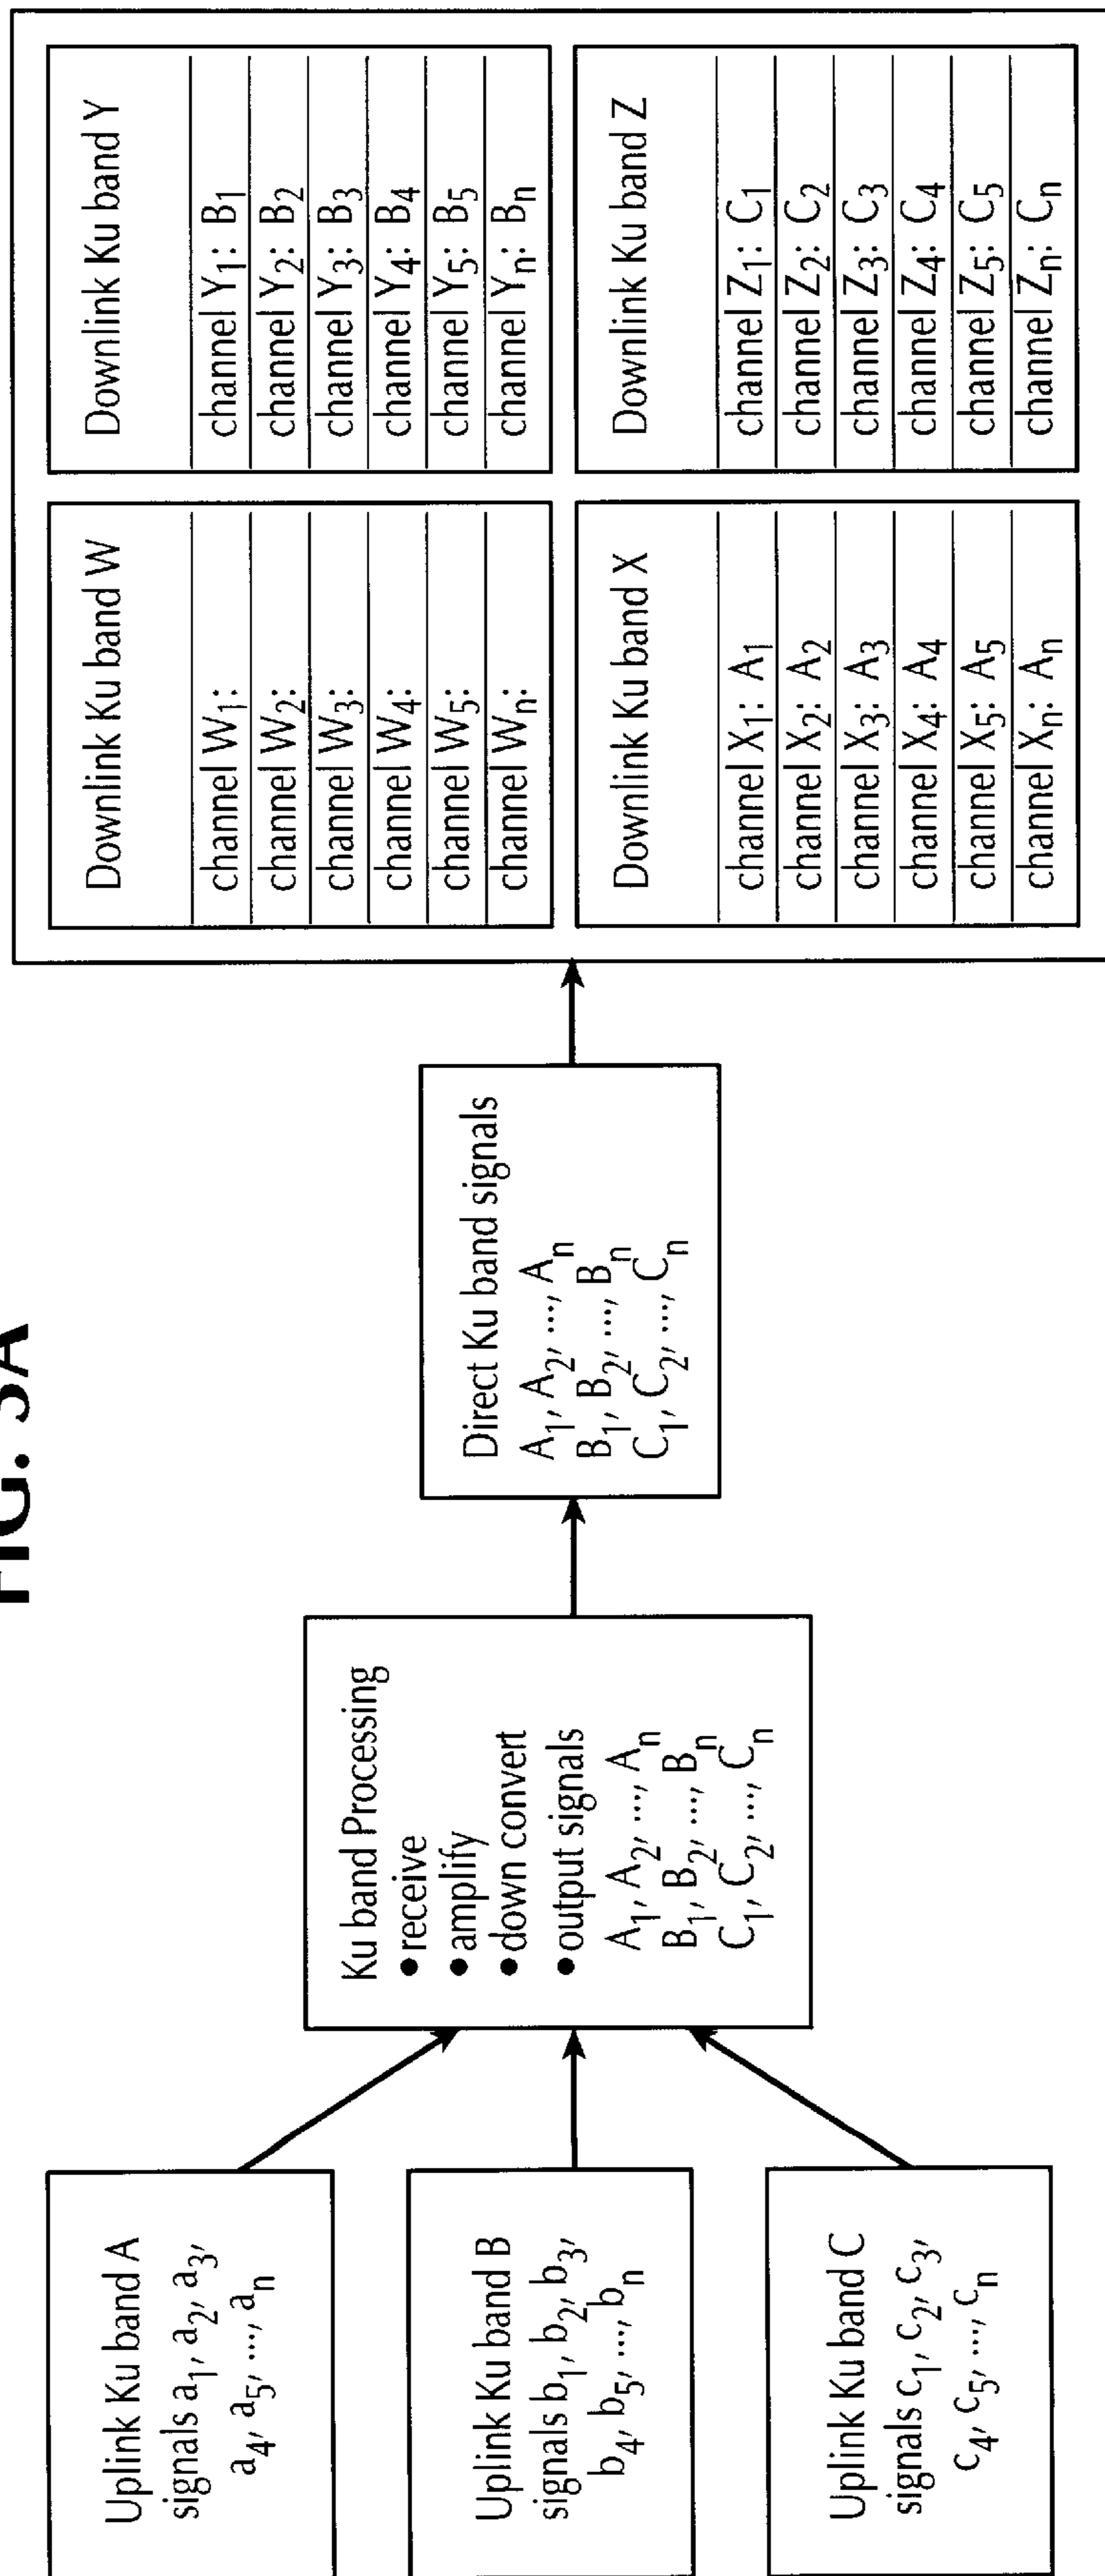 FIG. 3A
Uplink Ku band A
signals a₁, a₂, a₃,
a₄, a₅, ..., aₙ
Uplink Ku band B
signals b₁, b₂, b₃,
b₄, b₅, ..., bₙ
Uplink Ku band C
signals c₁, c₂, c₃,
c₄, c₅, ..., cₙ
Ku band Processing
•receive
•amplify
•down convert
•output signals
A₁, A₂, ..., Aₙ
B₁, B₂, ..., Bₙ
C₁, C₂, ..., Cₙ
Direct Ku band signals
A₁, A₂, ..., Aₙ
B₁, B₂, ..., Bₙ
C₁, C₂, ..., Cₙ
Downlink Ku band W
channel W₁:
channel W₂:
channel W₃:
channel W₄:
channel W₅:
channel Wₙ:
Downlink Ku band Y
channel Y₁: B₁
channel Y₂: B₂
channel Y₃: B₃
channel Y₄: B₄
channel Y₅: B₅
channel Yₙ: Bₙ
Downlink Ku band X
channel X₁: A₁
channel X₂: A₂
channel X₃: A₃
channel X₄: A₄
channel X₅: A₅
channel Xₙ: Aₙ
Downlink Ku band Z
channel Z₁: C₁
channel Z₂: C₂
channel Z₃: C₃
channel Z₄: C₄
channel Z₅: C₅
channel Zₙ: Cₙ